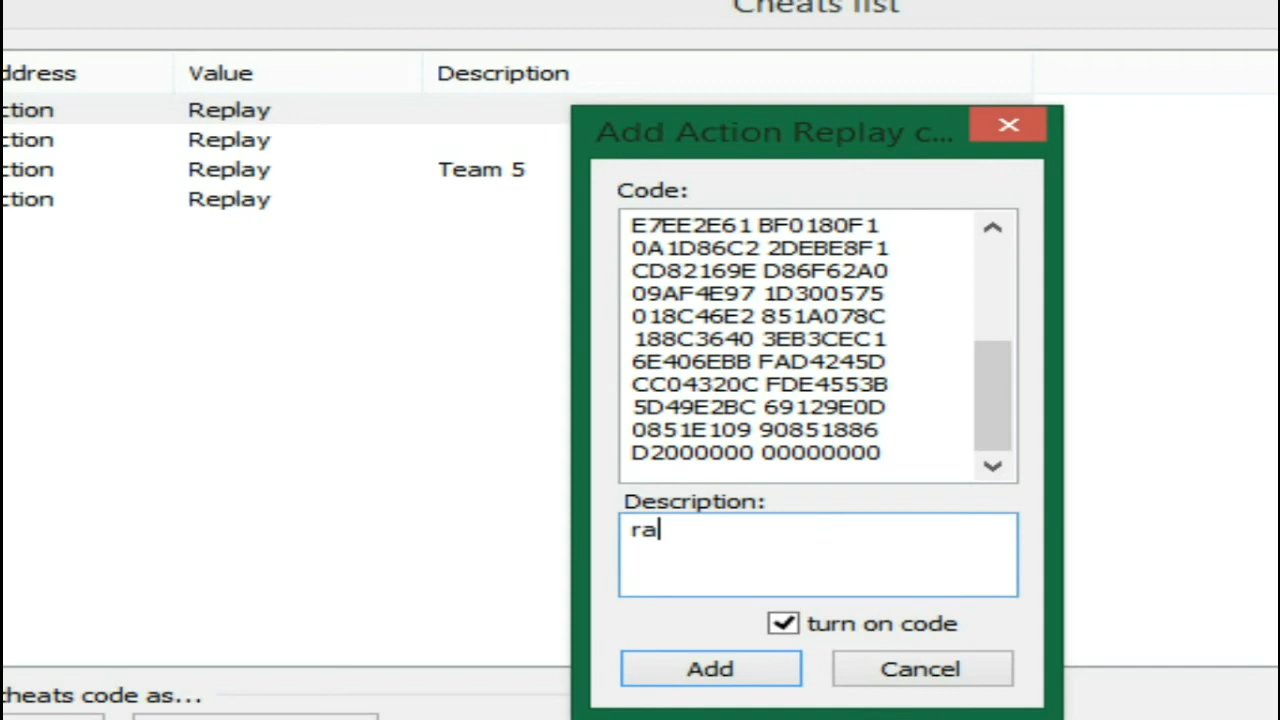 Cheats list
ddress Value Description
ction Replay
ction Replay
ction Replay Team 5
ction Replay
Add Action Replay c...
Code:
E7EE2E61 BF0180F1
0A1D86C2 2DEBE8F1
CD82169E D86F62A0
09AF4E97 1D300575
018C46E2 851A078C
188C3640 3EB3CEC1
6E406EBB FAD4245D
CC04320C FDE4553B
5D49E2BC 69129E0D
0851E109 90851886
D2000000 00000000
Description:
ra
turn on code
Add Cancel
cheats code as...